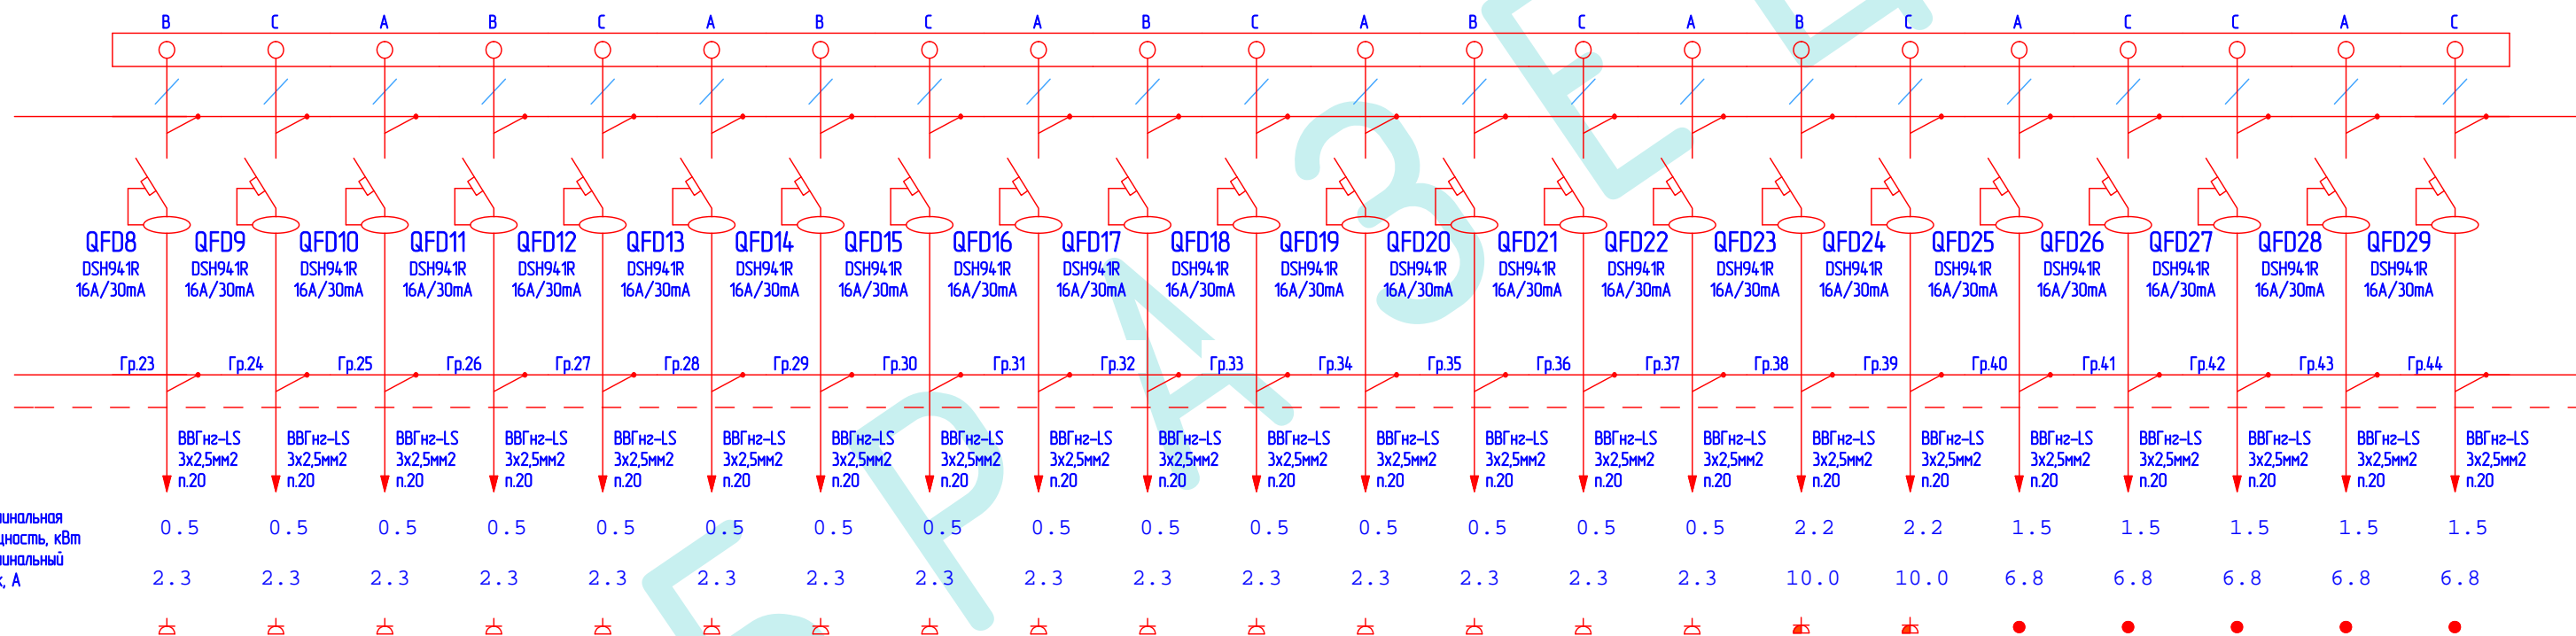 B C A B C A B C A B C A B C A B C A C C A C
QFD8 QFD9 QFD10 QFD11 QFD12 QFD13 QFD14 QFD15 QFD16 QFD17 QFD18 QFD19 QFD20 QFD21 QFD22 QFD23 QFD24 QFD25 QFD26 QFD27 QFD28 QFD29
DSH941R DSH941R DSH941R DSH941R DSH941R DSH941R DSH941R DSH941R DSH941R DSH941R DSH941R DSH941R DSH941R DSH941R DSH941R DSH941R DSH941R DSH941R DSH941R DSH941R DSH941R DSH941R
16A/30mA 16A/30mA 16A/30mA 16A/30mA 16A/30mA 16A/30mA 16A/30mA 16A/30mA 16A/30mA 16A/30mA 16A/30mA 16A/30mA 16A/30mA 16A/30mA 16A/30mA 16A/30mA 16A/30mA 16A/30mA 16A/30mA 16A/30mA 16A/30mA 16A/30mA
Гр.23 Гр.24 Гр.25 Гр.26 Гр.27 Гр.28 Гр.29 Гр.30 Гр.31 Гр.32 Гр.33 Гр.34 Гр.35 Гр.36 Гр.37 Гр.38 Гр.39 Гр.40 Гр.41 Гр.42 Гр.43 Гр.44
ВВГнг-LS ВВГнг-LS ВВГнг-LS ВВГнг-LS ВВГнг-LS ВВГнг-LS ВВГнг-LS ВВГнг-LS ВВГнг-LS ВВГнг-LS ВВГнг-LS ВВГнг-LS ВВГнг-LS ВВГнг-LS ВВГнг-LS ВВГнг-LS ВВГнг-LS ВВГнг-LS ВВГнг-LS ВВГнг-LS ВВГнг-LS ВВГнг-LS
3х2,5мм2 3х2,5мм2 3х2,5мм2 3х2,5мм2 3х2,5мм2 3х2,5мм2 3х2,5мм2 3х2,5мм2 3х2,5мм2 3х2,5мм2 3х2,5мм2 3х2,5мм2 3х2,5мм2 3х2,5мм2 3х2,5мм2 3х2,5мм2 3х2,5мм2 3х2,5мм2 3х2,5мм2 3х2,5мм2 3х2,5мм2 3х2,5мм2
п.20 п.20 п.20 п.20 п.20 п.20 п.20 п.20 п.20 п.20 п.20 п.20 п.20 п.20 п.20 п.20 п.20 п.20 п.20 п.20 п.20 п.20
инальная
щность, кВт
0.5 0.5 0.5 0.5 0.5 0.5 0.5 0.5 0.5 0.5 0.5 0.5 0.5 0.5 0.5 2.2 2.2 1.5 1.5 1.5 1.5 1.5
инальный
к, А
2.3 2.3 2.3 2.3 2.3 2.3 2.3 2.3 2.3 2.3 2.3 2.3 2.3 2.3 2.3 10.0 10.0 6.8 6.8 6.8 6.8 6.8
БРАЗЕ